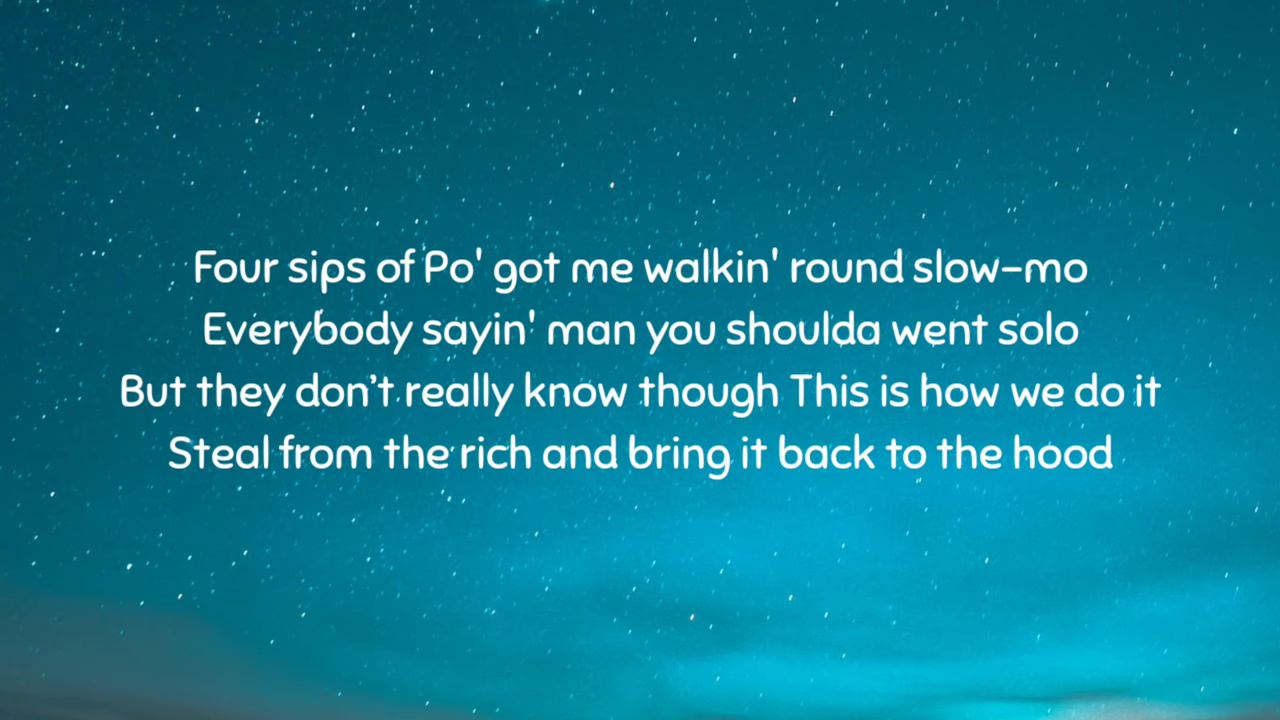 Four sips of Po' got me walkin' round slow-mo
Everybody sayin' man you shoulda went solo
But they don’t really know though This is how we do it
Steal from the rich and bring it back to the hood